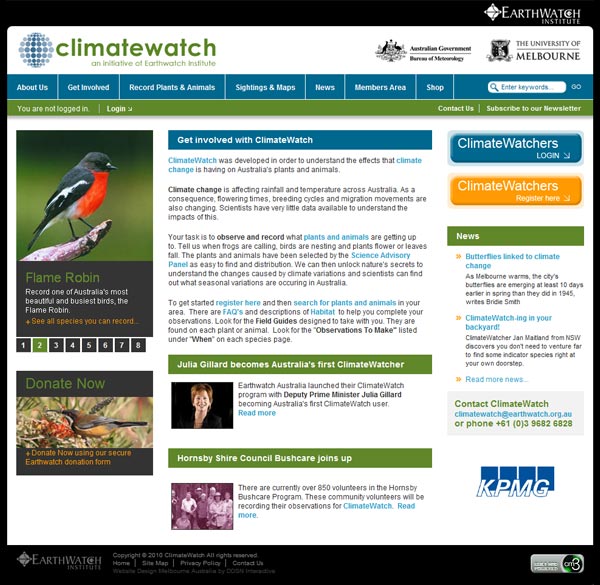 EARTHWATCH
INSTITUTE
climatewatch
an initiative of Earthwatch Institute
Australian Government
Bureau of Meteorology
THE UNIVERSITY OF
MELBOURNE
About Us
Get Involved
Record Plants & Animals
Sightings & Maps
News
Members Area
Shop
Enter keywords...
GO
You are not logged in.
Login
Contact Us
Subscribe to our Newsletter
Flame Robin
Record one of Australia's most
beautiful and busiest birds, the
Flame Robin.
See all species you can record...
1 2 3 4 5 6 7 8
Donate Now
Donate Now using our secure
Earthwatch donation form
Get involved with ClimateWatch
ClimateWatch was developed in order to understand the effects that climate
change is having on Australia's plants and animals.
Climate change is affecting rainfall and temperature across Australia. As a
consequence, flowering times, breeding cycles and migration movements are
also changing. Scientists have very little data available to understand the
impacts of this.
Your task is to observe and record what plants and animals are getting up
to. Tell us when frogs are calling, birds are nesting and plants flower or leaves
fall. The plants and animals have been selected by the Science Advisory
Panel as easy to find and distribution. We can then unlock nature's secrets to
understand the changes caused by climate variations and scientists can find
out what seasonal variations are occuring in Australia.
To get started register here and then search for plants and animals in your
area. There are FAQ's and descriptions of Habitat to help you complete your
observations. Look for the Field Guides designed to take with you. They are
found on each plant or animal. Look for the "Observations To Make" listed
under "When" on each species page.
Julia Gillard becomes Australia's first ClimateWatcher
Earthwatch Australia launched their ClimateWatch
program with Deputy Prime Minister Julia Gillard
becoming Australia's first ClimateWatch user.
Read more
Hornsby Shire Council Bushcare joins up
There are currently over 850 volunteers in the Hornsby
Bushcare Program. These community volunteers will be
recording their observations for ClimateWatch. Read
more.
ClimateWatchers
LOGIN
ClimateWatchers
Register here
News
Butterflies linked to climate
change
As Melbourne warms, the city's
butterflies are emerging at least 10 days
earlier in spring than they did in 1945,
writes Bridie Smith
ClimateWatch-ing in your
backyard!
ClimateWatcher Jan Maitland from NSW
discovers you don't need to venture far
to find some indicator species right at
your own doorstep.
Read more news...
Contact ClimateWatch
climatewatch@earthwatch.org.au
or phone +61 (0)3 9682 6828
KPMG
EARTHWATCH
INSTITUTE
Copyright © 2010 ClimateWatch All rights reserved.
Home | Site Map | Privacy Policy | Contact Us
Website Design Melbourne Australia by